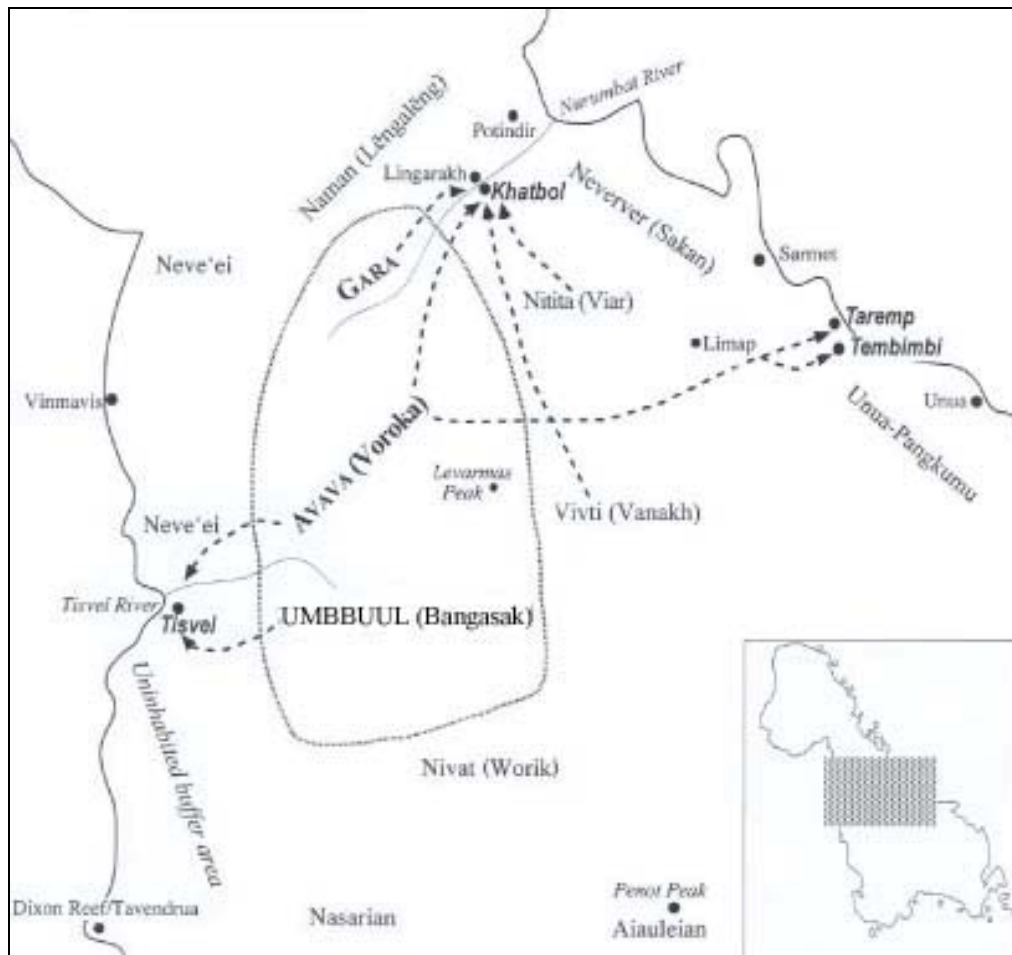 Narumbat River
Potindir
Naman (Lëngalëng)
Lingarakh
Khatbol
Neverver (Sakan)
Neve‘ei
GARA
Sarmet
Nitita (Viar)
Taremp
Limap
Tembimbi
Vinmavis
Unua
Unua-Pangkumu
AVAVA (Voroka)
Levarmas
Peak
Vivti (Vanakh)
Neve‘ei
Tisvel River
Tisvel
UMBBUUL (Bangasak)
Uninhabited buffer area
Nivat (Worik)
Penot Peak
Dixon Reef/Tavendrua
Nasarian
Aiauleian